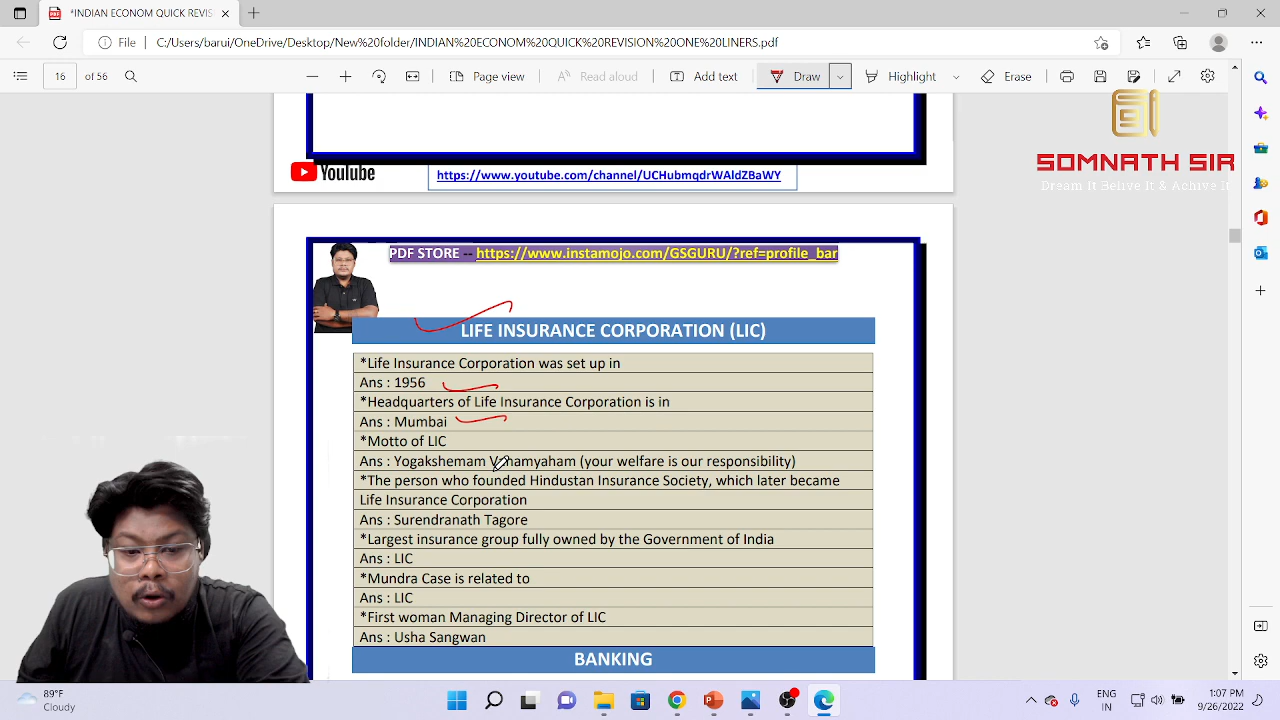 *INDIAN ECONOM QUICK REVIS
File
C:/Users/barui/OneDrive/Desktop/New%20folder/INDIAN%20ECONOM%20QUICK%20REVISION%20ONE%20LINERS.pdf
16 of 56
Page view
Read aloud
Add text
Draw
Highlight
Erase
SOMNATH SIR
Dream It Belive It & Achive It
YouTube
https://www.youtube.com/channel/UCHubmqdrWAldZBaWY
PDF STORE -- https://www.instamojo.com/GSGURU/?ref=profile_bar
LIFE INSURANCE CORPORATION (LIC)
*Life Insurance Corporation was set up in
Ans : 1956
*Headquarters of Life Insurance Corporation is in
Ans : Mumbai
*Motto of LIC
Ans : Yogakshemam Vahamyaham (your welfare is our responsibility)
*The person who founded Hindustan Insurance Society, which later became
Life Insurance Corporation
Ans : Surendranath Tagore
*Largest insurance group fully owned by the Government of India
Ans : LIC
*Mundra Case is related to
Ans : LIC
*First woman Managing Director of LIC
Ans : Usha Sangwan
BANKING
89°F
Cloudy
ENG
IN
1:07 PM
9/26/2022